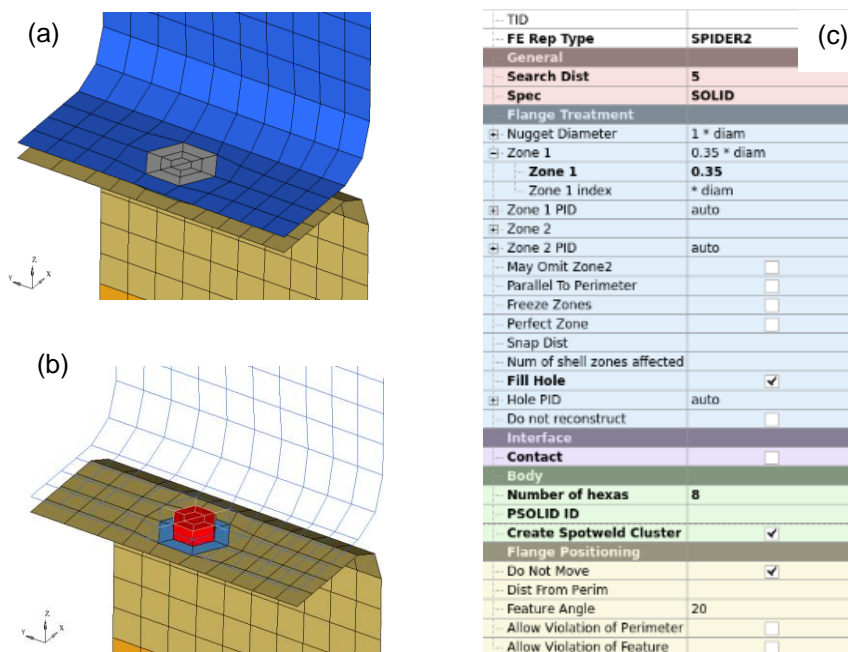 (a)
Z
Y
X
(b)
Z
Y
X
(c)
TID
FE Rep Type SPIDER2
General
Search Dist 5
Spec SOLID
Flange Treatment
Nugget Diameter 1 * diam
Zone 1 0.35 * diam
Zone 1 0.35
Zone 1 index * diam
Zone 1 PID auto
Zone 2
Zone 2 PID auto
May Omit Zone2
Parallel To Perimeter
Freeze Zones
Perfect Zone
Snap Dist
Num of shell zones affected
Fill Hole
Hole PID auto
Do not reconstruct
Interface
Contact
Body
Number of hexas 8
PSOLID ID
Create Spotweld Cluster
Flange Positioning
Do Not Move
Dist From Perim
Feature Angle 20
Allow Violation of Perimeter
Allow Violation of Feature